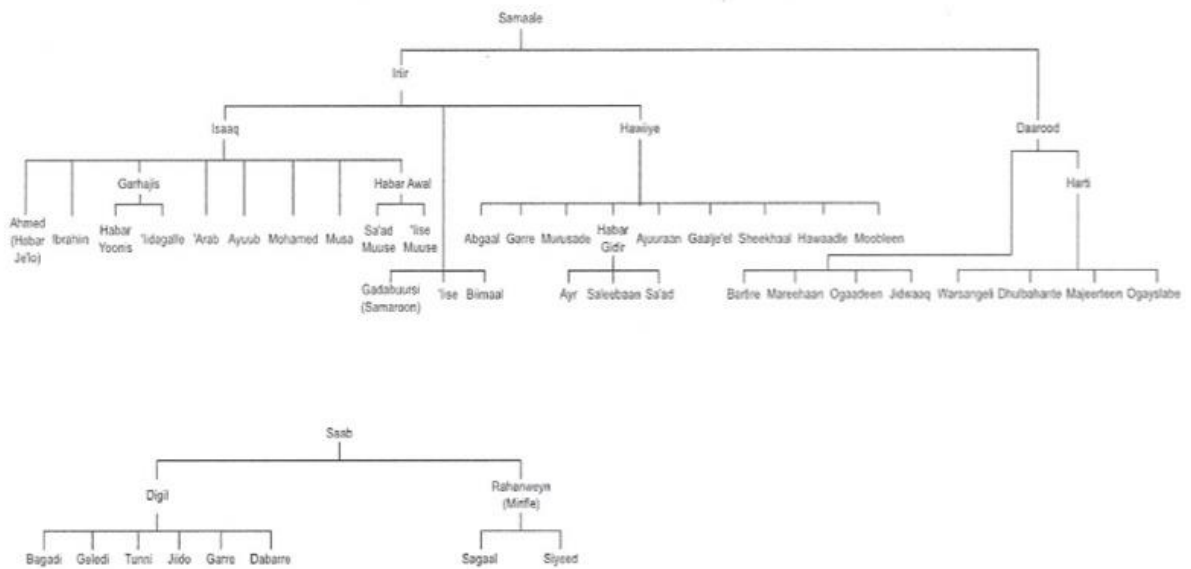 Samaale
Irir
Isaaq
Hawiiye
Daarood
Garhajis
Habar Awal
Harti
Ahmed
(Habar
Je'lo)
Ibrahiin
Habar
Yoonis
'Iidagalle
'Arab
Ayuub
Mohamed
Musa
Sa'ad
Muuse
'Iise
Muuse
Abgaal
Garre
Murusade
Habar
Gidir
Ajuuraan
Gaalje'el
Sheekhaal
Hawaadle
Moobleen
Gadabuursi
(Samaroon)
'Iise
Biimaal
Ayr
Saleebaan
Sa'ad
Bartire
Mareehaan
Ogaadeen
Jidwaaq
Warsangeli
Dhulbahante
Majeerteen
Ogayslabe
Saab
Digil
Rahanweyn
(Mirifle)
Bagadi
Geledi
Tunni
Jiido
Garre
Dabarre
Sagaal
Siyeed